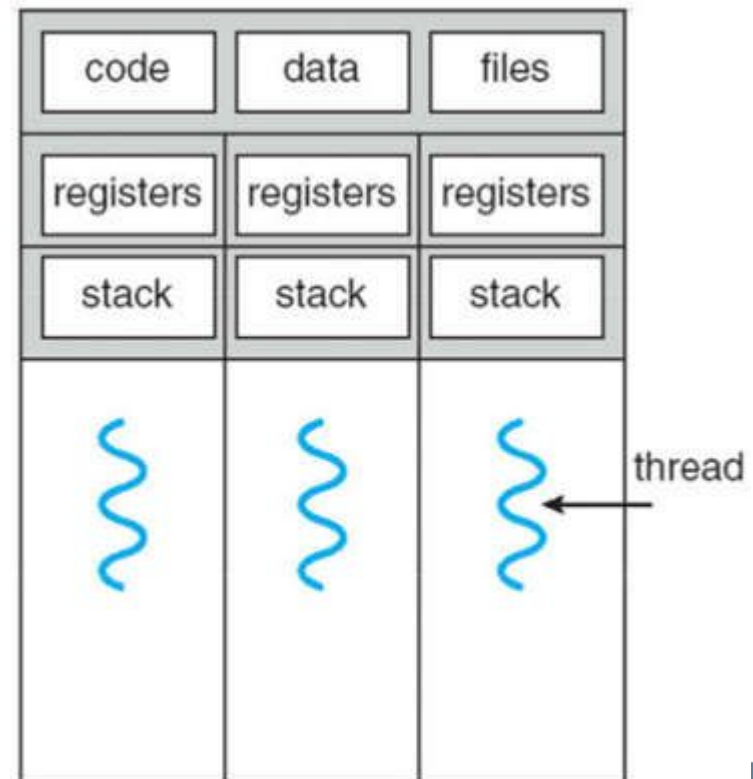 code data files
registers registers registers
stack stack stack
thread